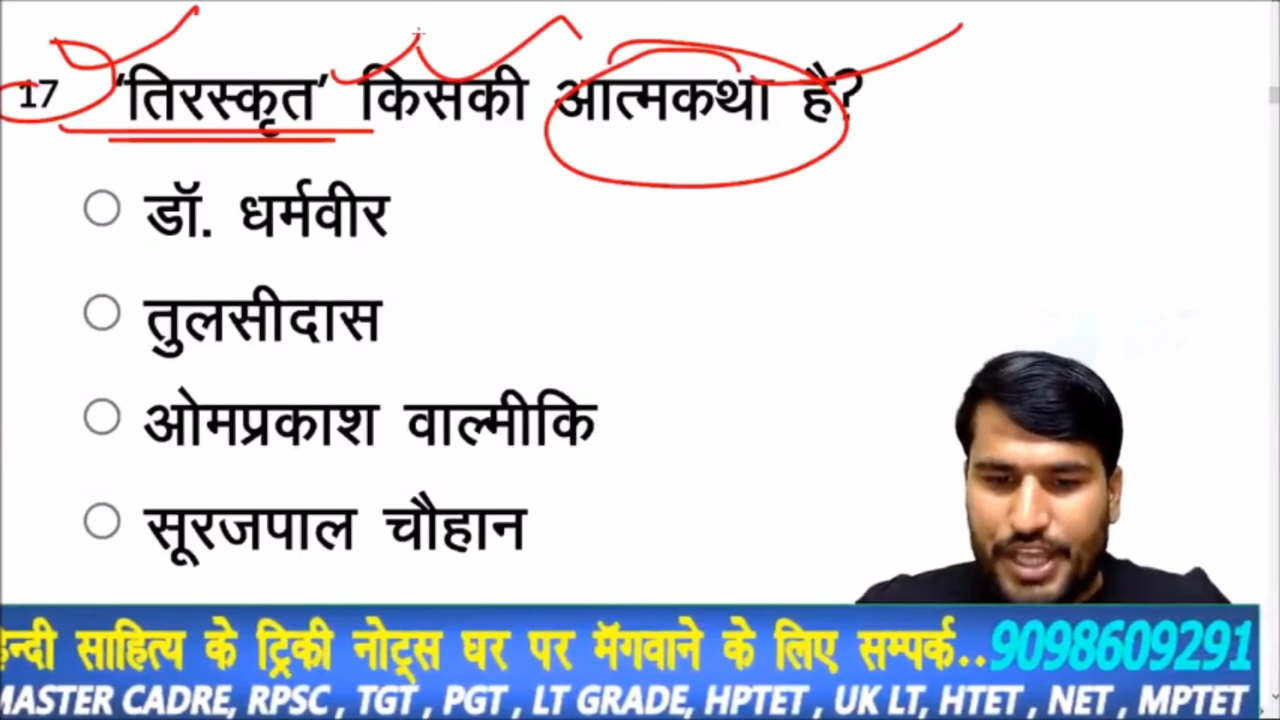 17 'तिरस्कृत' किसकी आत्मकथा है?
डॉ. धर्मवीर
तुलसीदास
ओमप्रकाश वाल्मीकि
सूरजपाल चौहान
साहित्य के ट्रिकी नोट्स घर पर मॅगवाने के लिए सम्पर्क..9098609291
MASTER CADRE, RPSC , TGT , PGT , LT GRADE, HPTET , UK LT, HTET , NET , MPTET